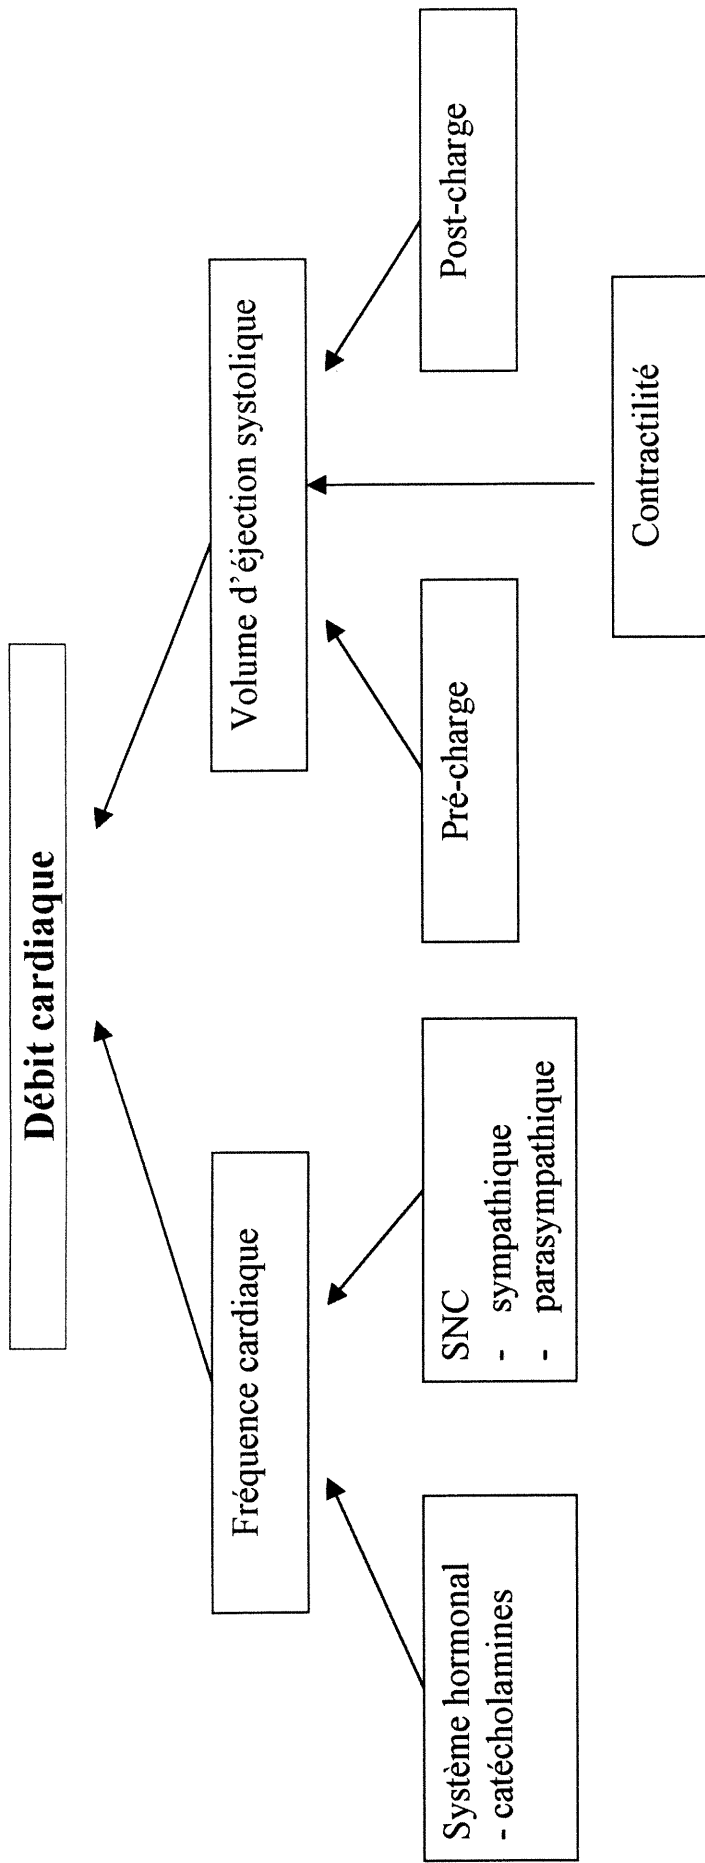 Débit cardiaque
Fréquence cardiaque
Volume d'éjection systolique
Système hormonal
- catécholamines
SNC
- sympathique
- parasympathique
Pré-charge
Post-charge
Contractilité